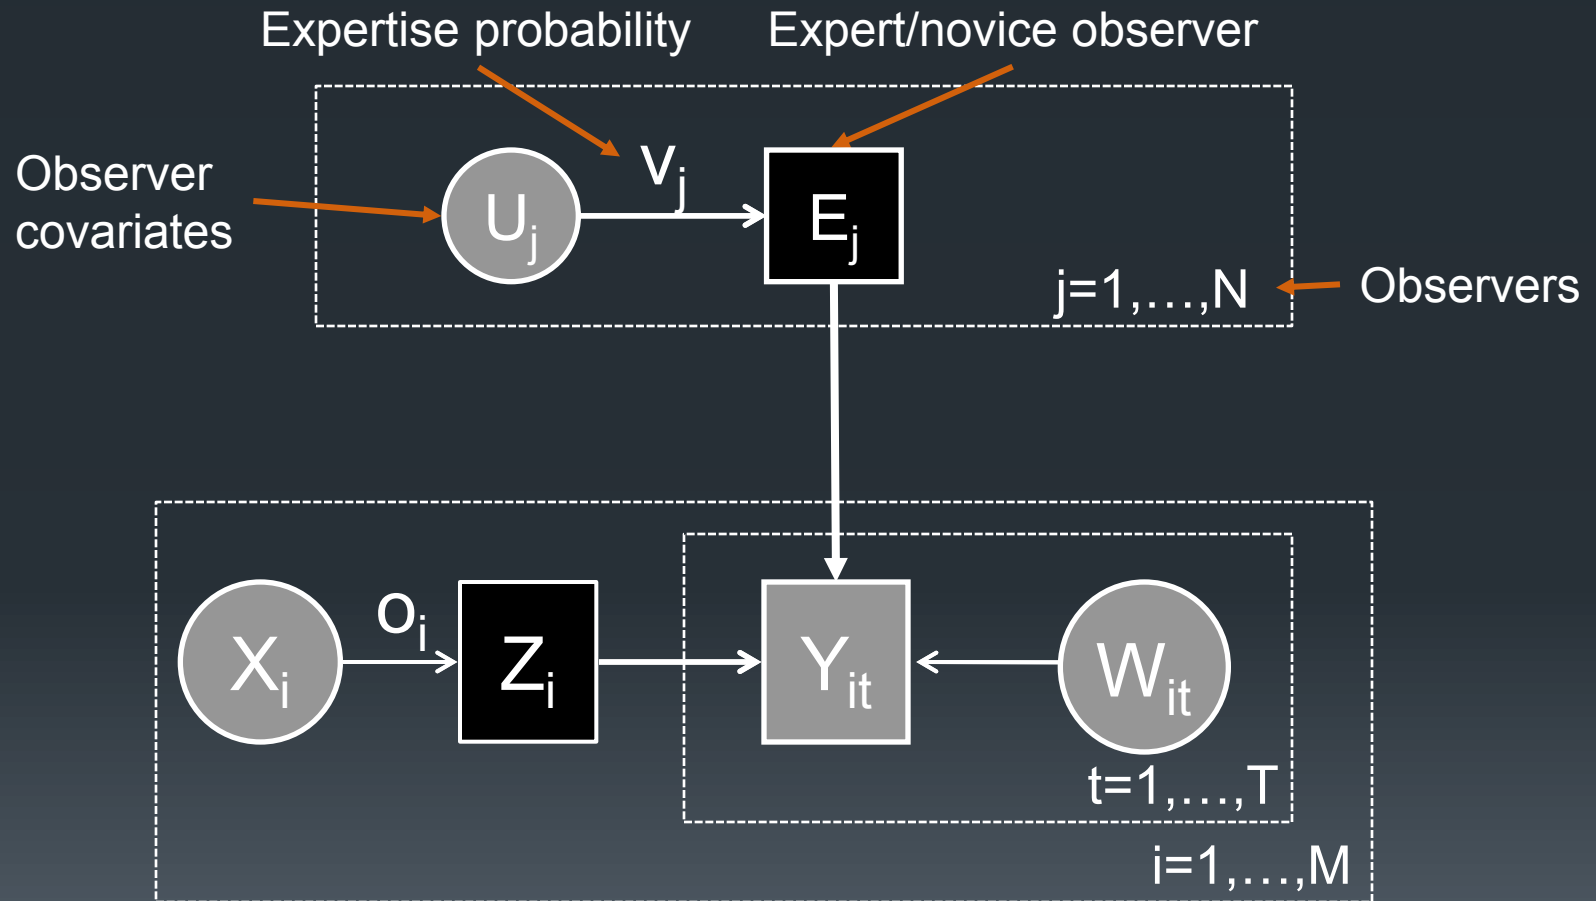 Expertise probability
Expert/novice observer
Observer
covariates
Uj
vj
Ej
j=1,…,N
Observers
Xi
oi
Zi
Yit
Wit
t=1,…,T
i=1,…,M